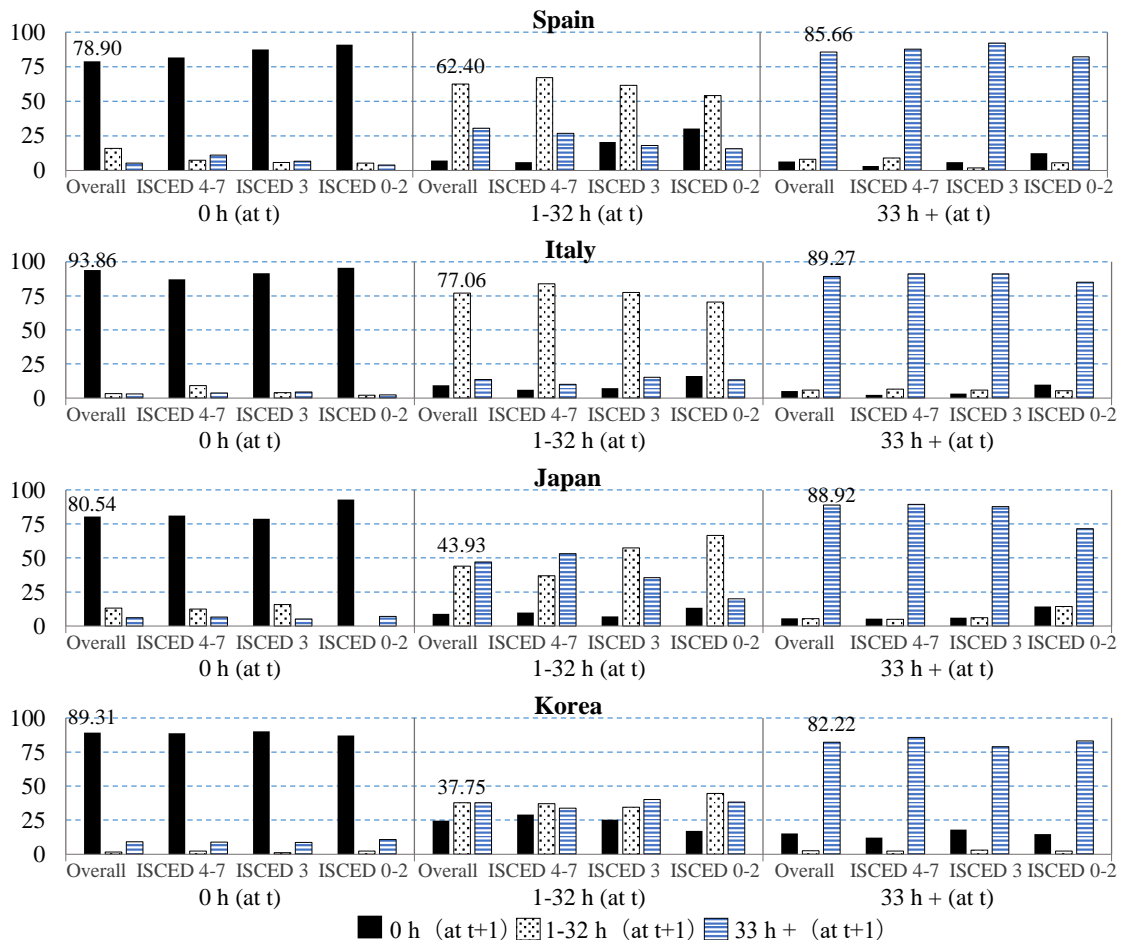 Spain
100
75
50
25
0
78.90
62.40
85.66
Overall ISCED 4-7 ISCED 3 ISCED 0-2 Overall ISCED 4-7 ISCED 3 ISCED 0-2 Overall ISCED 4-7 ISCED 3 ISCED 0-2
0 h (at t) 1-32 h (at t) 33 h + (at t)
Italy
100
75
50
25
0
93.86
77.06
89.27
Overall ISCED 4-7 ISCED 3 ISCED 0-2 Overall ISCED 4-7 ISCED 3 ISCED 0-2 Overall ISCED 4-7 ISCED 3 ISCED 0-2
0 h (at t) 1-32 h (at t) 33 h + (at t)
Japan
100
75
50
25
0
80.54
43.93
88.92
Overall ISCED 4-7 ISCED 3 ISCED 0-2 Overall ISCED 4-7 ISCED 3 ISCED 0-2 Overall ISCED 4-7 ISCED 3 ISCED 0-2
0 h (at t) 1-32 h (at t) 33 h + (at t)
Korea
100
75
50
25
0
89.31
37.75
82.22
Overall ISCED 4-7 ISCED 3 ISCED 0-2 Overall ISCED 4-7 ISCED 3 ISCED 0-2 Overall ISCED 4-7 ISCED 3 ISCED 0-2
0 h (at t) 1-32 h (at t) 33 h + (at t)
0 h（at t+1) 1-32 h（at t+1) 33 h +（at t+1)